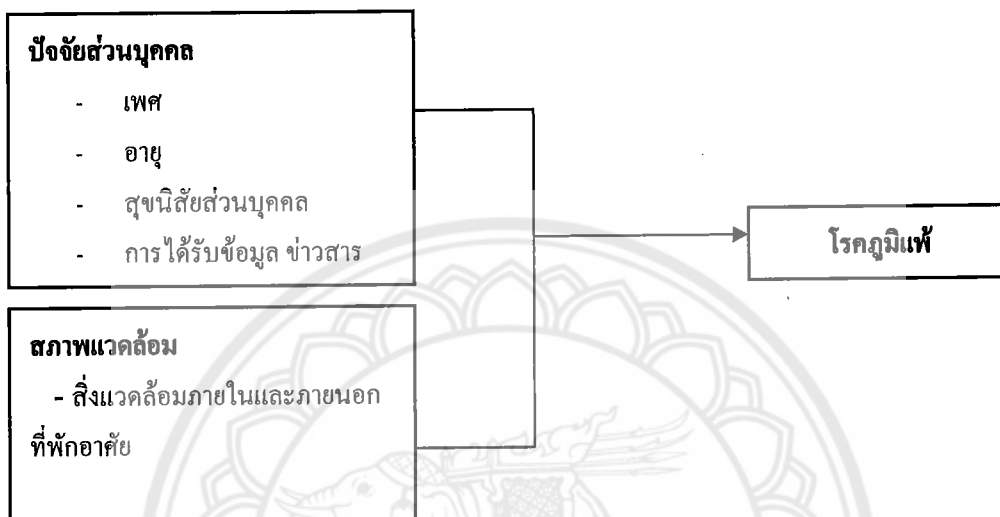 ปัจจัยส่วนบุคคล
- เพศ
- อายุ
- สุขนิสัยส่วนบุคคล
- การได้รับข้อมูล ข่าวสาร
โรคภูมิแพ้
สภาพแวดล้อม
- สิ่งแวดล้อมภายในและภายนอก
ที่พักอาศัย